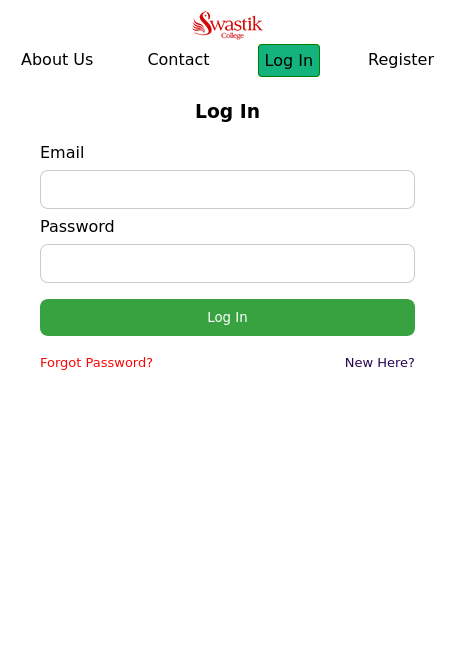 Swastik
College
About Us Contact Log In Register
Log In
Email
Password
Log In
Forgot Password? New Here?